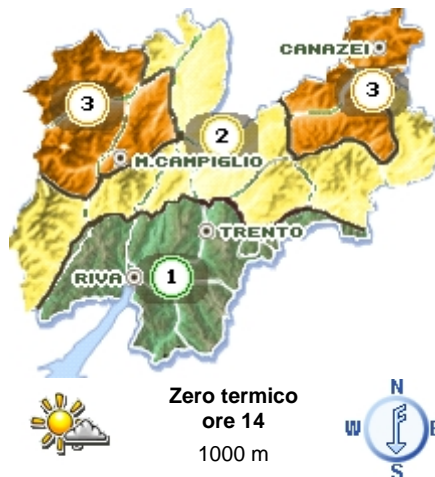 CANAZEI
3
3
2
M.CAMPIGLIO
TRENTO
RIVA
1
Zero termico
ore 14
1000 m
N
W
E
S